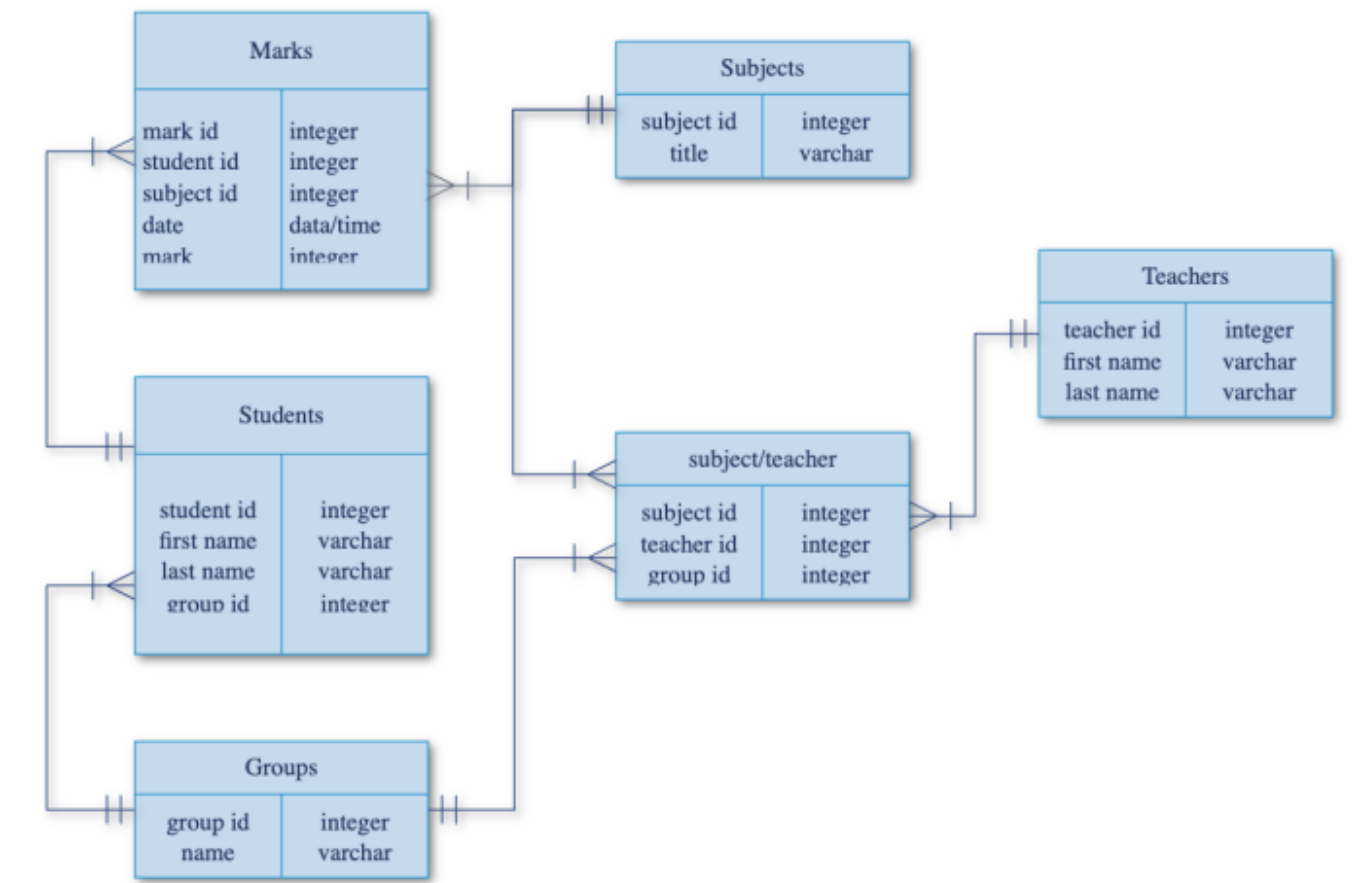 Marks
mark id integer
student id integer
subject id integer
date data/time
mark integer
Subjects
subject id integer
title varchar
Teachers
teacher id integer
first name varchar
last name varchar
Students
student id integer
first name varchar
last name varchar
group id integer
subject/teacher
subject id integer
teacher id integer
group id integer
Groups
group id integer
name varchar